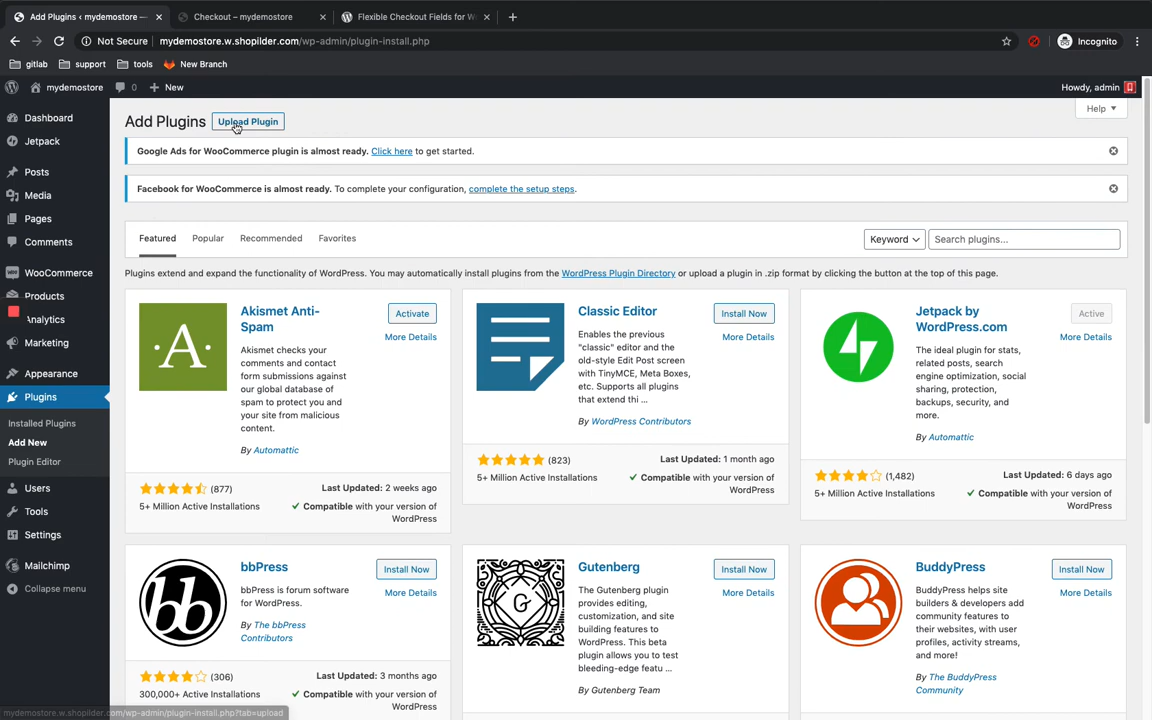 Add Plugins ‹ mydemostore —
Checkout – mydemostore
Flexible Checkout Fields for W
Not Secure
mydemostore.w.shopilder.com/wp-admin/plugin-install.php
Incognito
gitlab
support
tools
New Branch
mydemostore
0
New
Howdy, admin
Dashboard
Jetpack
Posts
Media
Pages
Comments
WooCommerce
Products
Analytics
Marketing
Appearance
Plugins
Installed Plugins
Add New
Plugin Editor
Users
Tools
Settings
Mailchimp
Collapse menu
Add Plugins
Upload Plugin
Help
Google Ads for WooCommerce plugin is almost ready. Click here to get started.
Facebook for WooCommerce is almost ready. To complete your configuration, complete the setup steps.
Featured
Popular
Recommended
Favorites
Keyword
Search plugins...
Plugins extend and expand the functionality of WordPress. You may automatically install plugins from the WordPress Plugin Directory or upload a plugin in .zip format by clicking the button at the top of this page.
A
Akismet Anti-
Spam
Activate
More Details
Akismet checks your
comments and contact
form submissions against
our global database of
spam to protect you and
your site from malicious
content.
By Automattic
(877)
5+ Million Active Installations
Last Updated: 2 weeks ago
Compatible with your version of
WordPress
Classic Editor
Install Now
More Details
Enables the previous
"classic" editor and the
old-style Edit Post screen
with TinyMCE, Meta Boxes,
etc. Supports all plugins
that extend thi ...
By WordPress Contributors
(823)
5+ Million Active Installations
Last Updated: 1 month ago
Compatible with your version of
WordPress
Jetpack by
WordPress.com
Active
More Details
The ideal plugin for stats,
related posts, search
engine optimization, social
sharing, protection,
backups, security, and
more.
By Automattic
(1,482)
5+ Million Active Installations
Last Updated: 6 days ago
Compatible with your version of
WordPress
bb
bbPress
Install Now
More Details
bbPress is forum software
for WordPress.
By The bbPress
Contributors
(306)
300,000+ Active Installations
Last Updated: 3 months ago
Compatible with your version of
WordPress
G
Gutenberg
Install Now
More Details
The Gutenberg plugin
provides editing,
customization, and site
building features to
WordPress. This beta
plugin allows you to test
bleeding-edge featu ...
By Gutenberg Team
BuddyPress
Install Now
More Details
BuddyPress helps site
builders & developers add
community features to
their websites, with user
profiles, activity streams,
and more!
By The BuddyPress
Community
mydemostore.w.shopilder.com/wp-admin/plugin-install.php?tab=upload